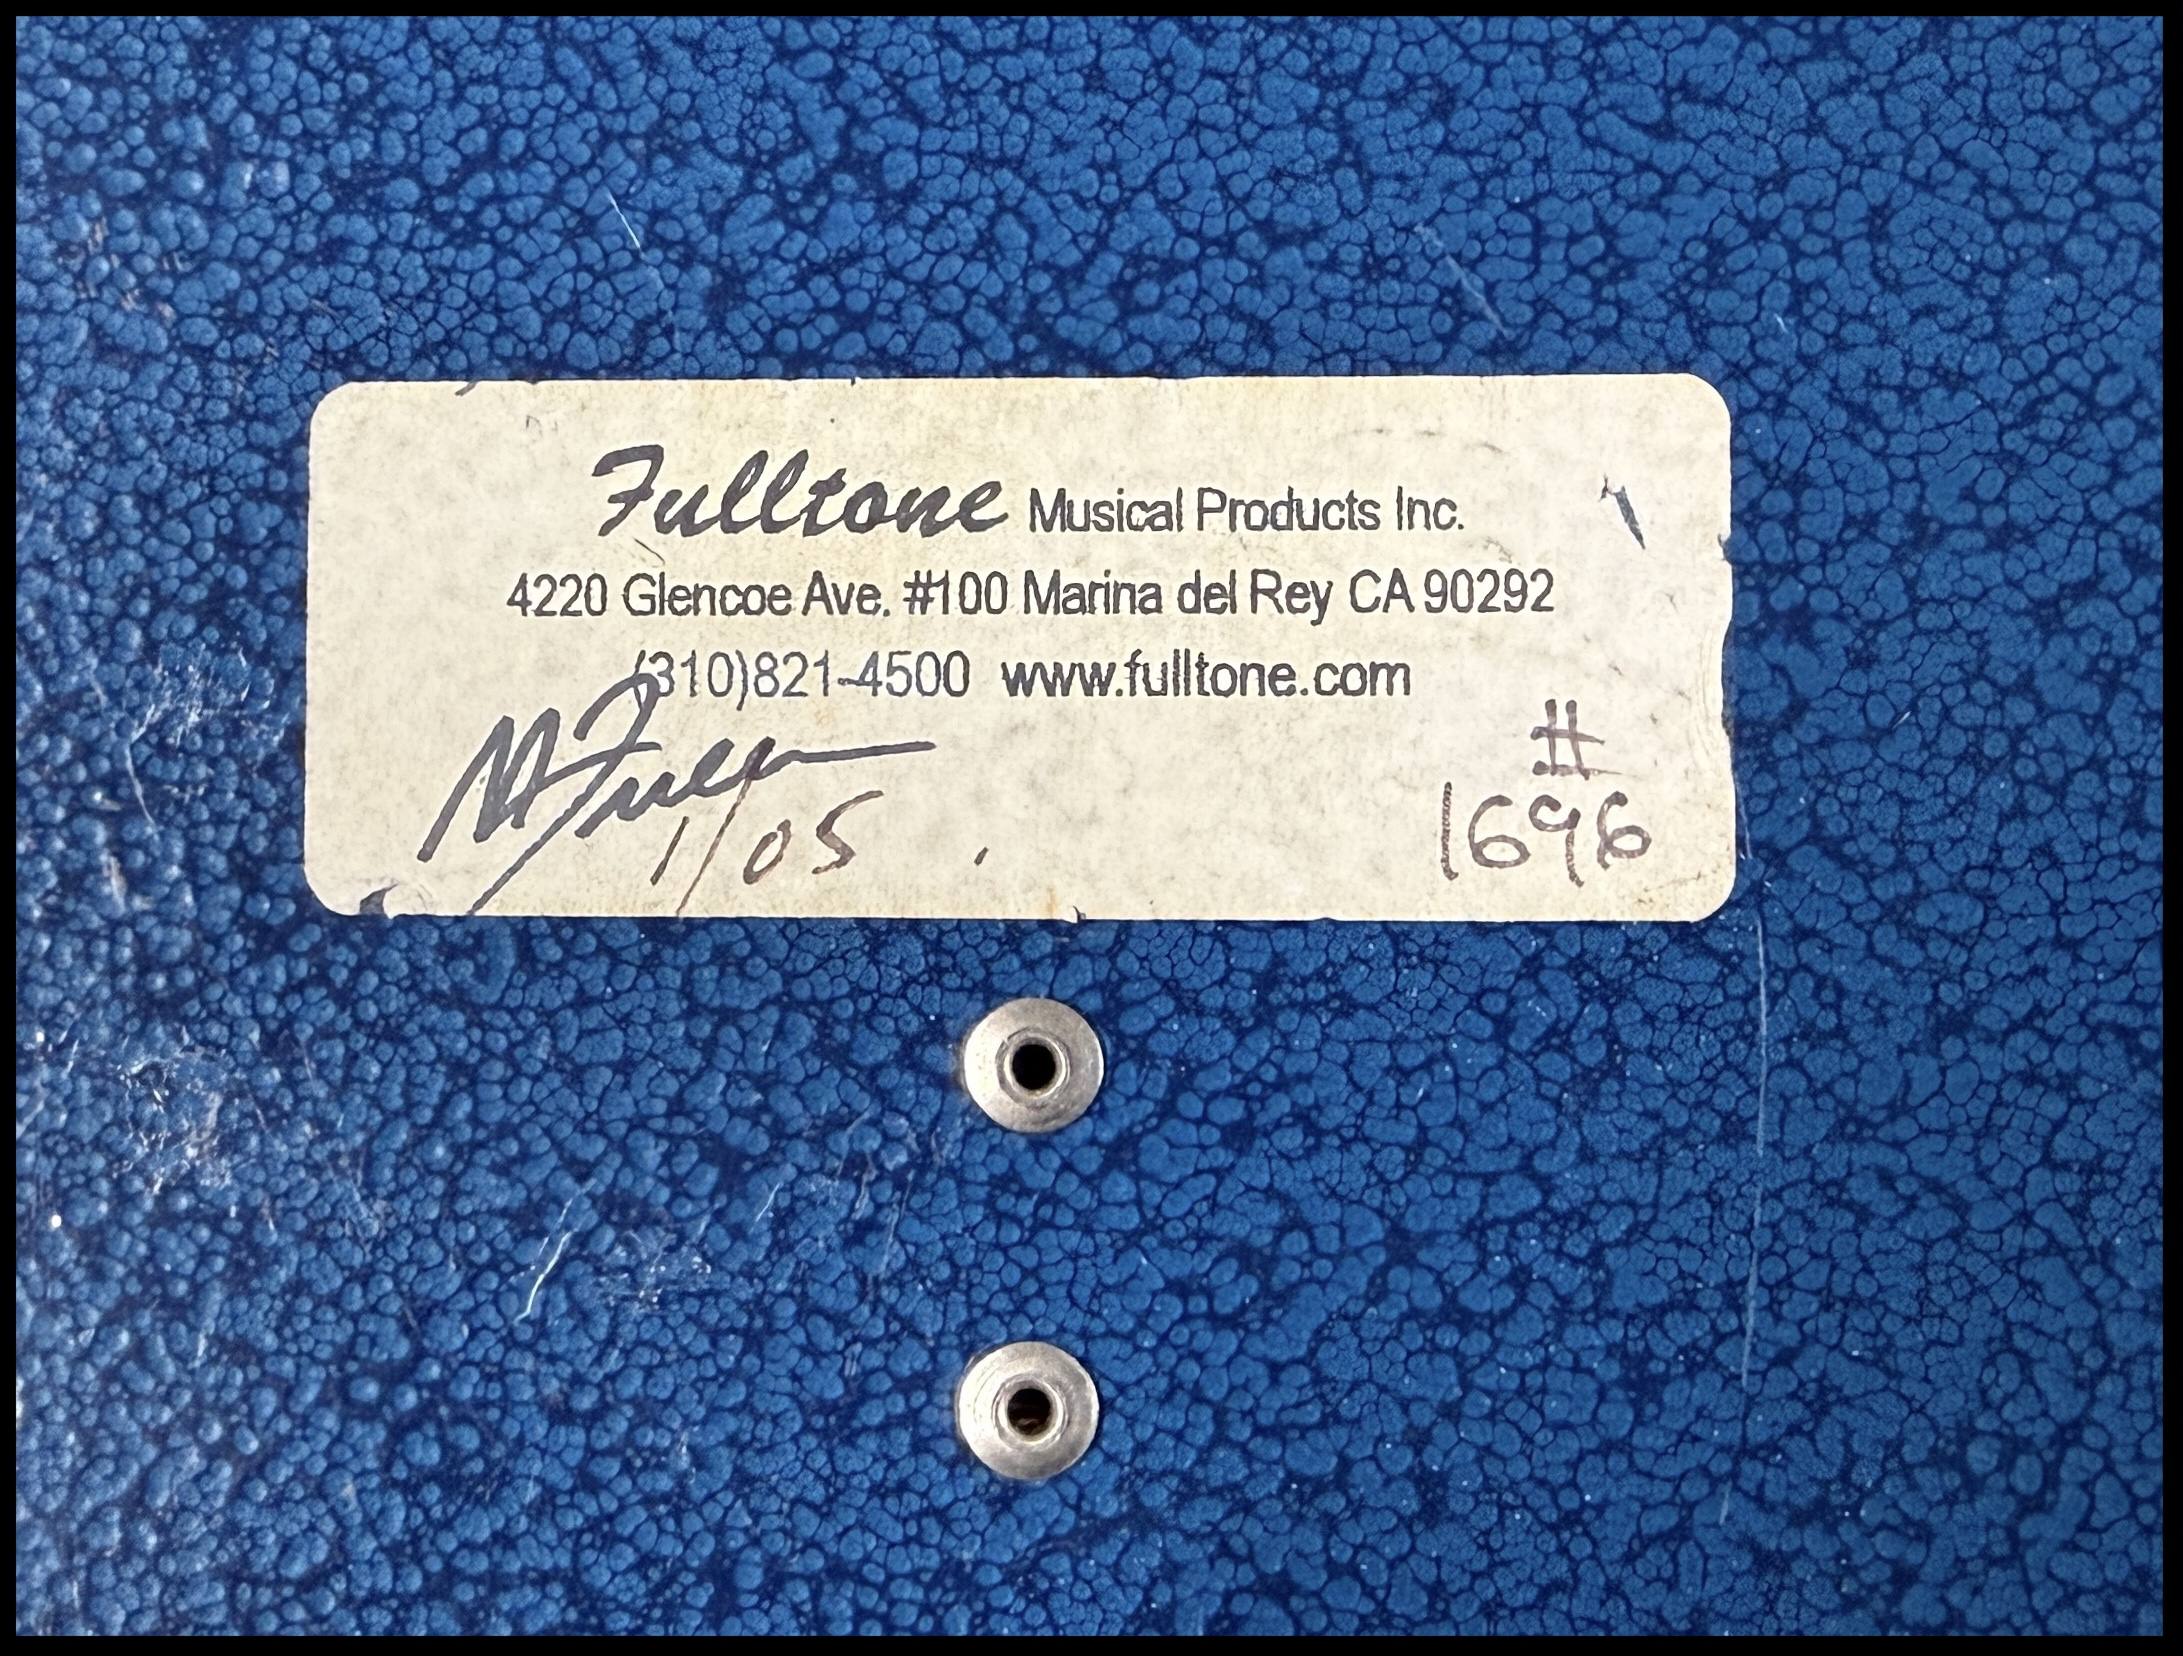 Fulltone Musical Products Inc.
4220 Glencoe Ave. #100 Marina del Rey CA 90292
(310)821-4500 www.fulltone.com
M Fuller
#
1/05
1696